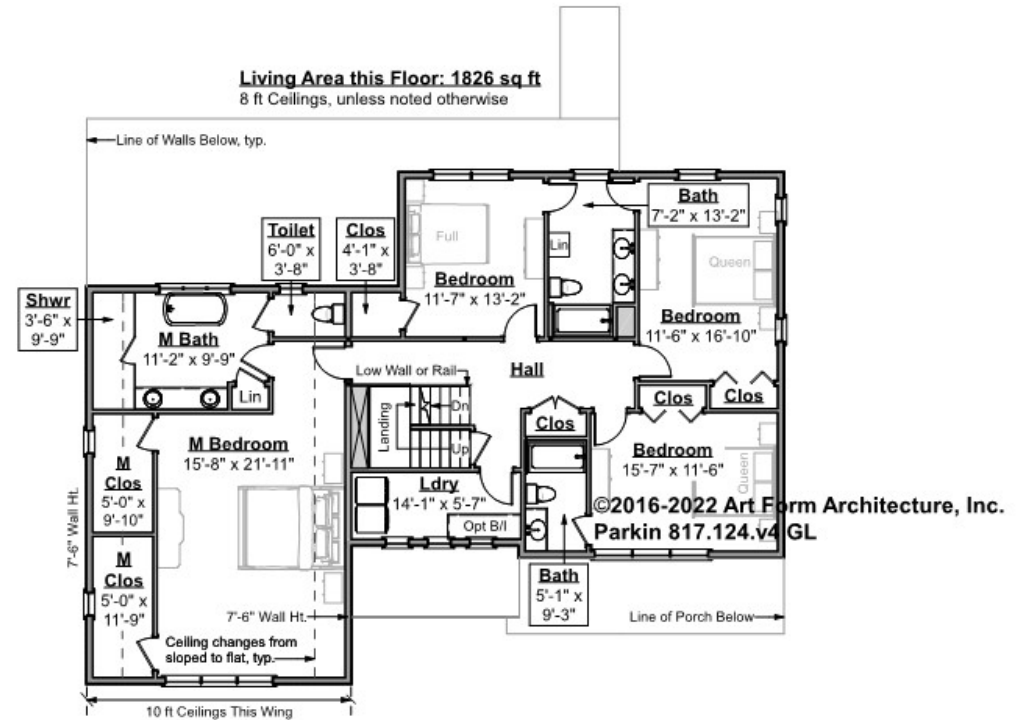 Living Area this Floor: 1826 sq ft
8 ft Ceilings, unless noted otherwise
Line of Walls Below, typ.
Bath
7'-2" x 13'-2"
Toilet
6'-0" x
3'-8"
Clos
4'-1" x
3'-8"
Full
Lin
Queen
Bedroom
11'-7" x 13'-2"
Shwr
3'-6" x
9'-9"
M Bath
11'-2" x 9'-9"
Bedroom
11'-6" x 16'-10"
Low Wall or Rail
Hall
Lin
Clos
Clos
Landing
Dn
Up
Clos
M Bedroom
15'-8" x 21'-11"
Bedroom
15'-7" x 11'-6"
Queen
M
Clos
5'-0" x
9'-10"
Ldry
14'-1" x 5'-7"
Opt B/I
7'-6" Wall Ht.
©2016-2022 Art Form Architecture, Inc.
Parkin 817.124.v4 GL
M
Clos
5'-0" x
11'-9"
Bath
5'-1" x
9'-3"
7'-6" Wall Ht.
Line of Porch Below
Ceiling changes from
sloped to flat, typ.
10 ft Ceilings This Wing